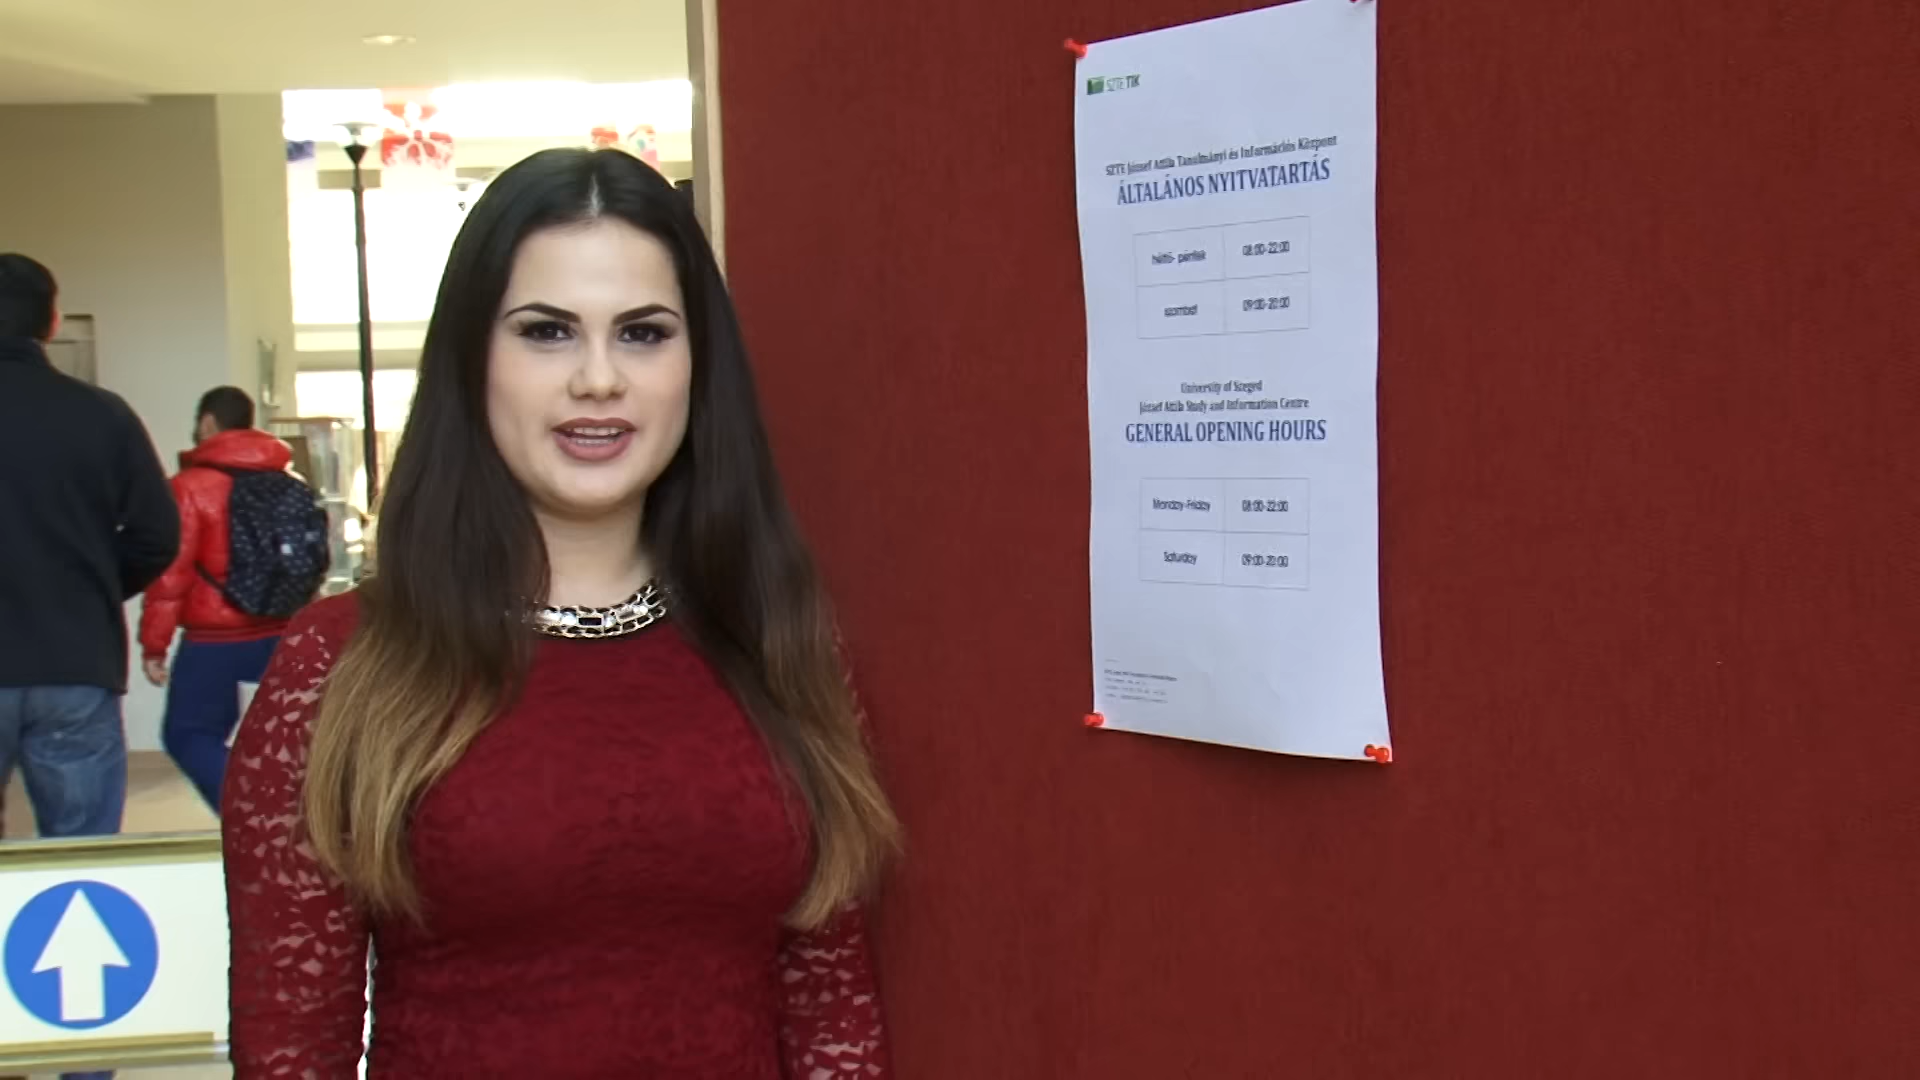 SZTE TIK
SZTE József Attila Tanulmányi és Információs Központ
ÁLTALÁNOS NYITVATARTÁS
hétfő- péntek 08:00-22:00
szombat 09:00-20:00
University of Szeged
József Attila Study and Information Centre
GENERAL OPENING HOURS
Monday-Friday 08:00-22:00
Saturday 09:00-20:00